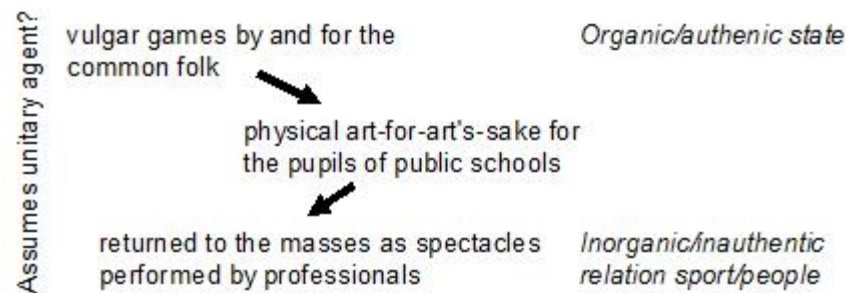 Assumes unitary agent?
vulgar games by and for the
common folk
Organic/authenic state
physical art-for-art's-sake for
the pupils of public schools
returned to the masses as spectacles
performed by professionals
Inorganic/inauthentic
relation sport/people